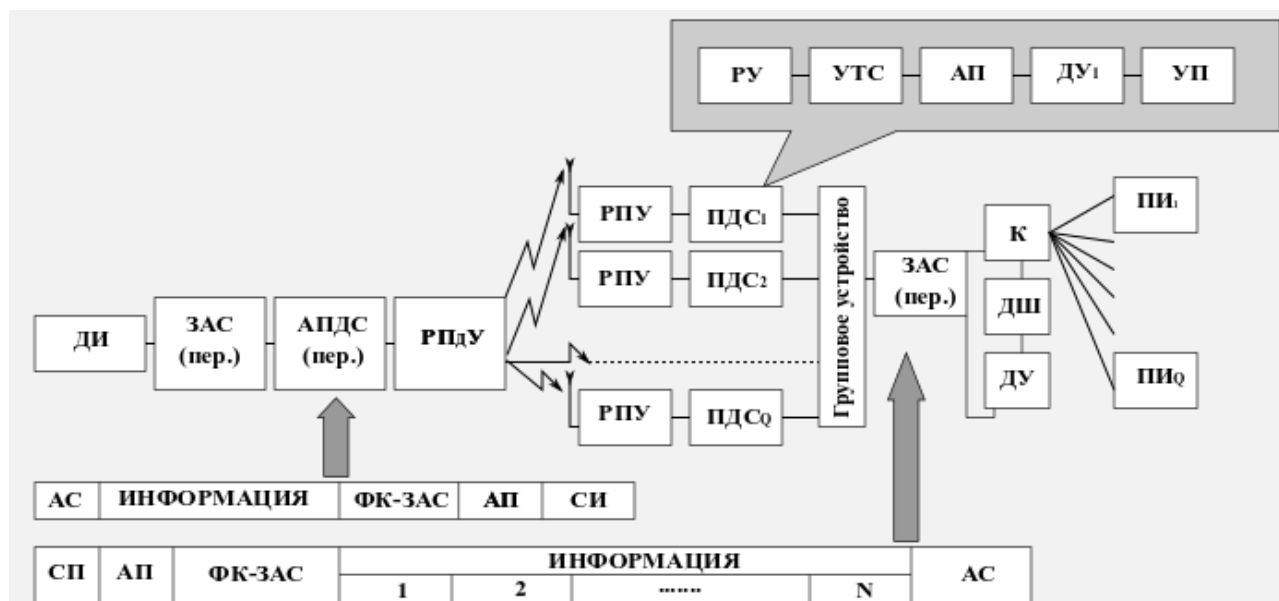 РУ УТС АП ДУ1 УП
РПУ ПДС1
РПУ ПДС2
РПУ ПДСQ
Групповое устройство
ЗАС
(пер.)
К
ДШ
ДУ
ПИ1
ПИQ
ДИ
ЗАС
(пер.)
АПДС
(пер.)
РПдУ
АС ИНФОРМАЦИЯ ФК-ЗАС АП СИ
СП АП ФК-ЗАС ИНФОРМАЦИЯ АС
1 2 ....... N